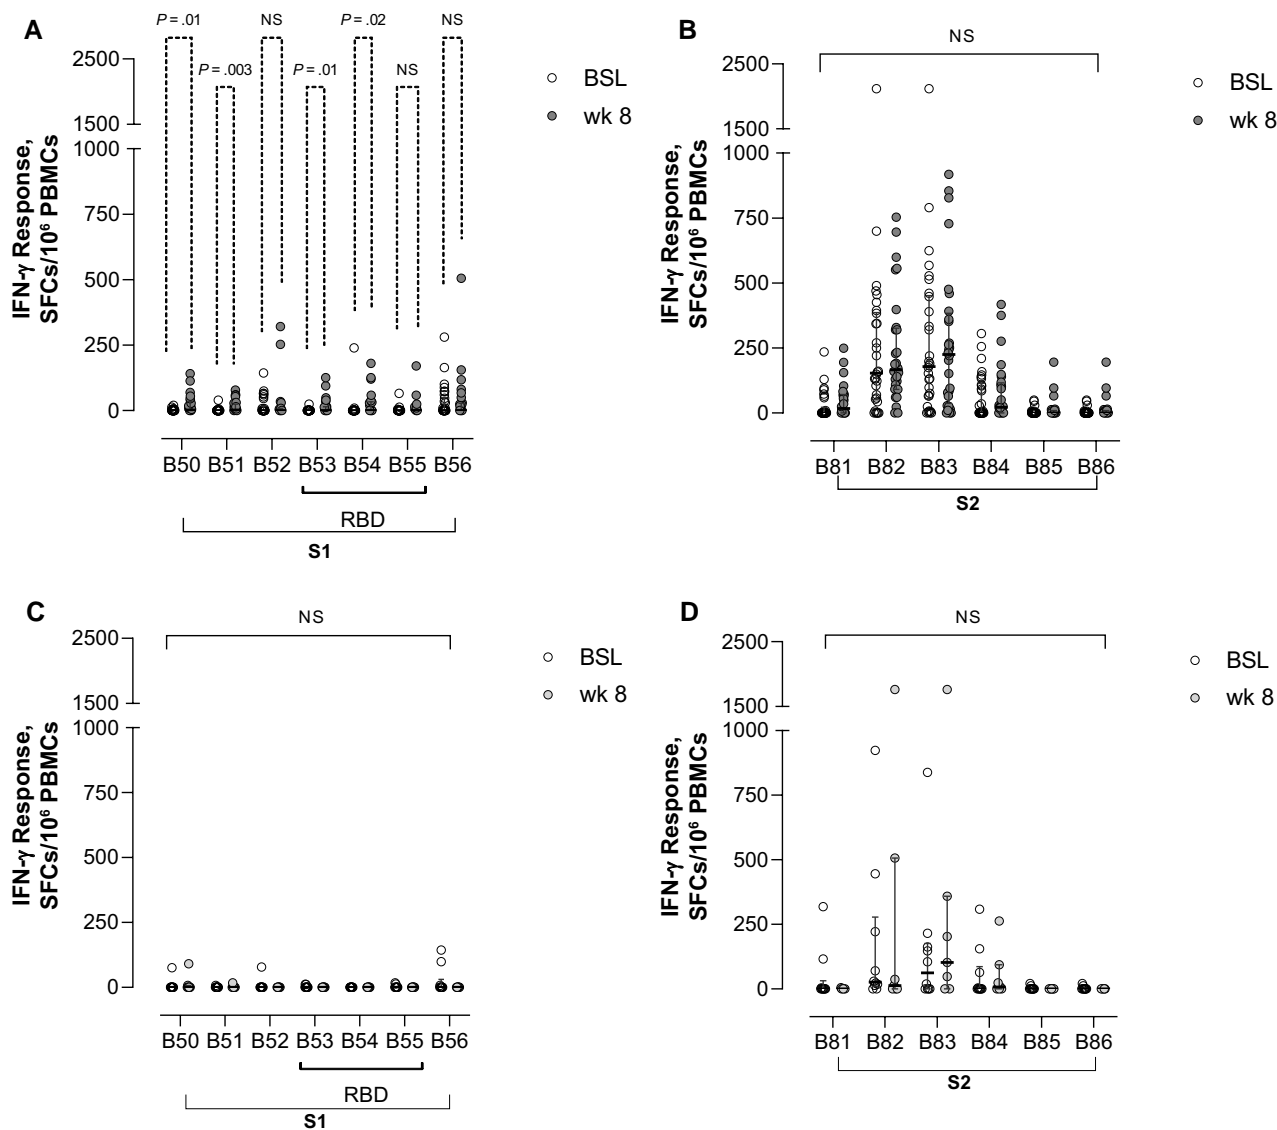 A
P = .01
NS
P = .02
NS
P = .003
P = .01
NS
2500
1500
1000
750
500
250
0
IFN-γ Response,
SFCs/10⁶ PBMCs
BSL
wk 8
B50 B51 B52 B53 B54 B55 B56
RBD
S1
B
NS
2500
1500
1000
750
500
250
0
IFN-γ Response,
SFCs/10⁶ PBMCs
BSL
wk 8
B81 B82 B83 B84 B85 B86
S2
C
NS
2500
1500
1000
750
500
250
0
IFN-γ Response,
SFCs/10⁶ PBMCs
BSL
wk 8
B50 B51 B52 B53 B54 B55 B56
RBD
S1
D
NS
2500
1500
1000
750
500
250
0
IFN-γ Response,
SFCs/10⁶ PBMCs
BSL
wk 8
B81 B82 B83 B84 B85 B86
S2